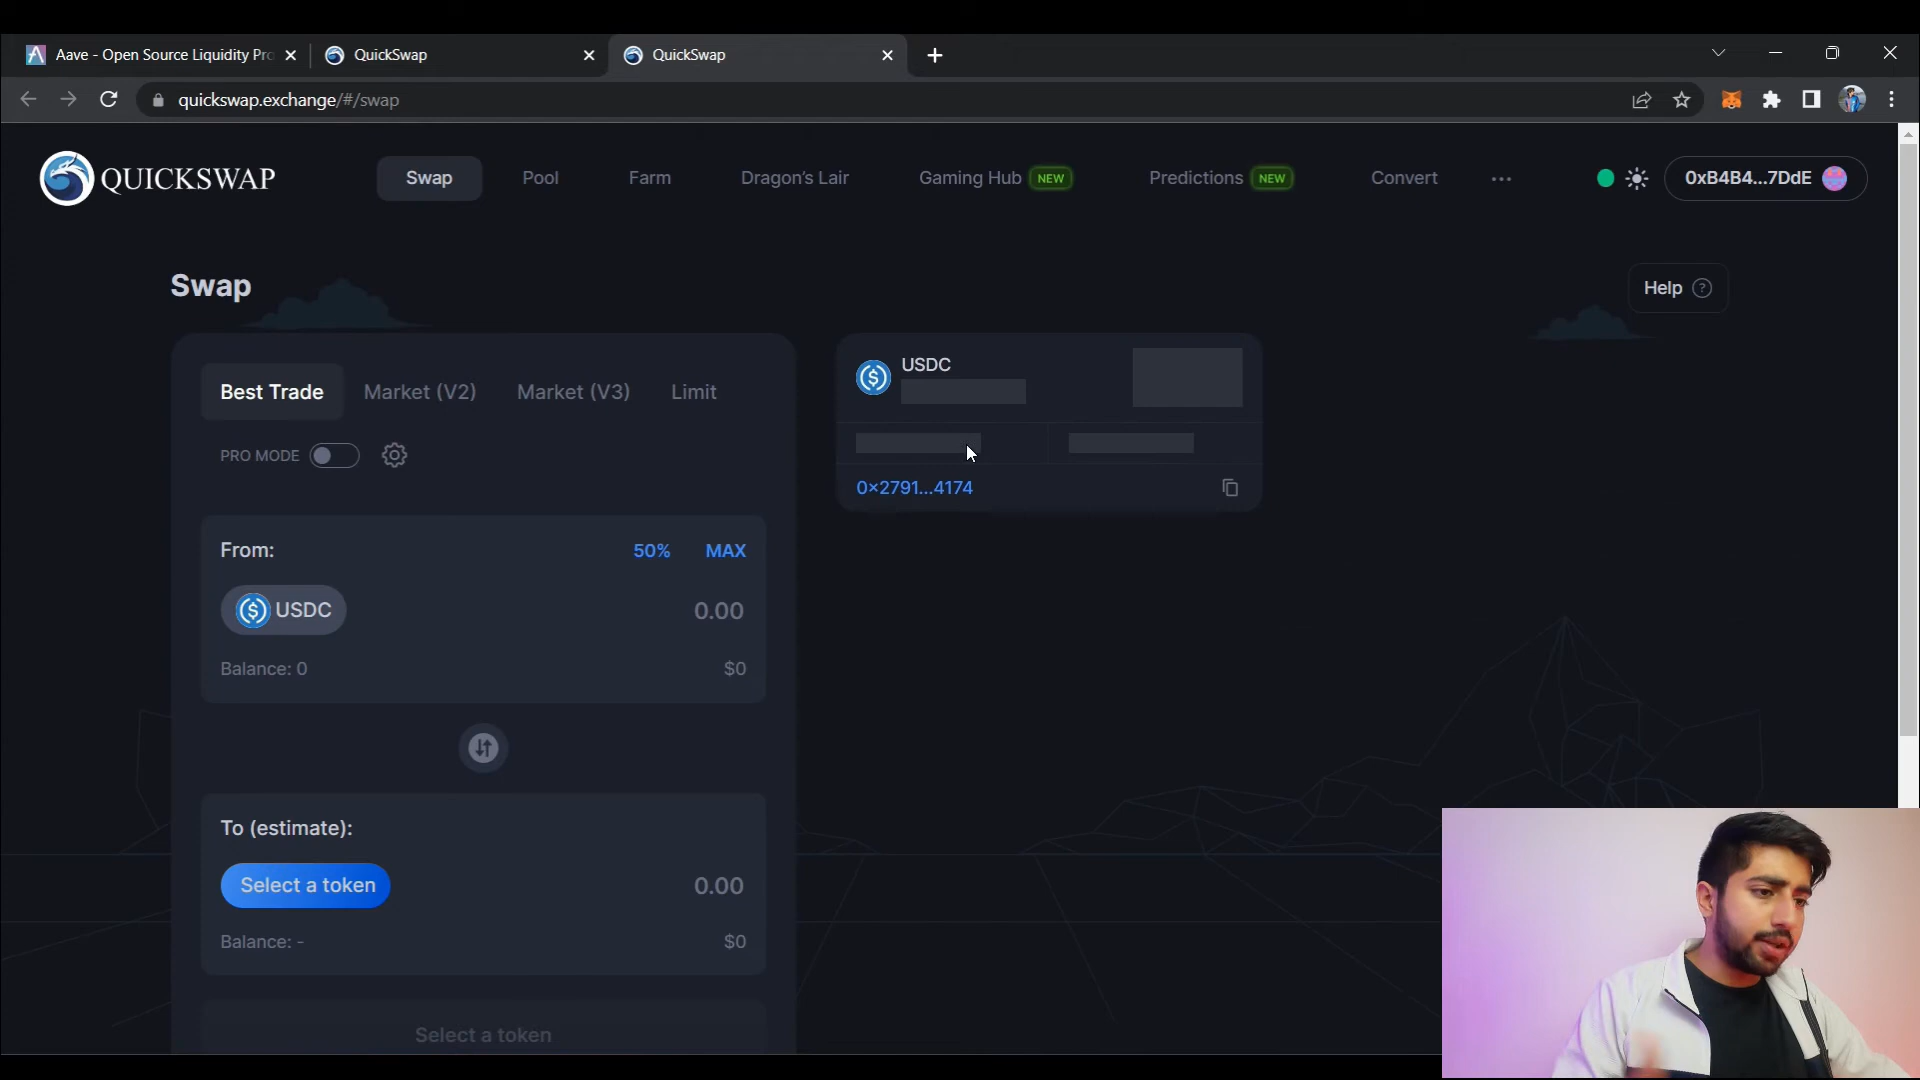 Aave - Open Source Liquidity Pro
QuickSwap
QuickSwap
quickswap.exchange/#/swap
QUICKSWAP
Swap
Pool
Farm
Dragon's Lair
Gaming Hub NEW
Predictions NEW
Convert
0xB4B4...7DdE
Swap
Help ?
Best Trade
Market (V2)
Market (V3)
Limit
PRO MODE
USDC
0×2791...4174
From:
50%
MAX
USDC
0.00
Balance: 0
$0
To (estimate):
Select a token
0.00
Balance: -
$0
Select a token